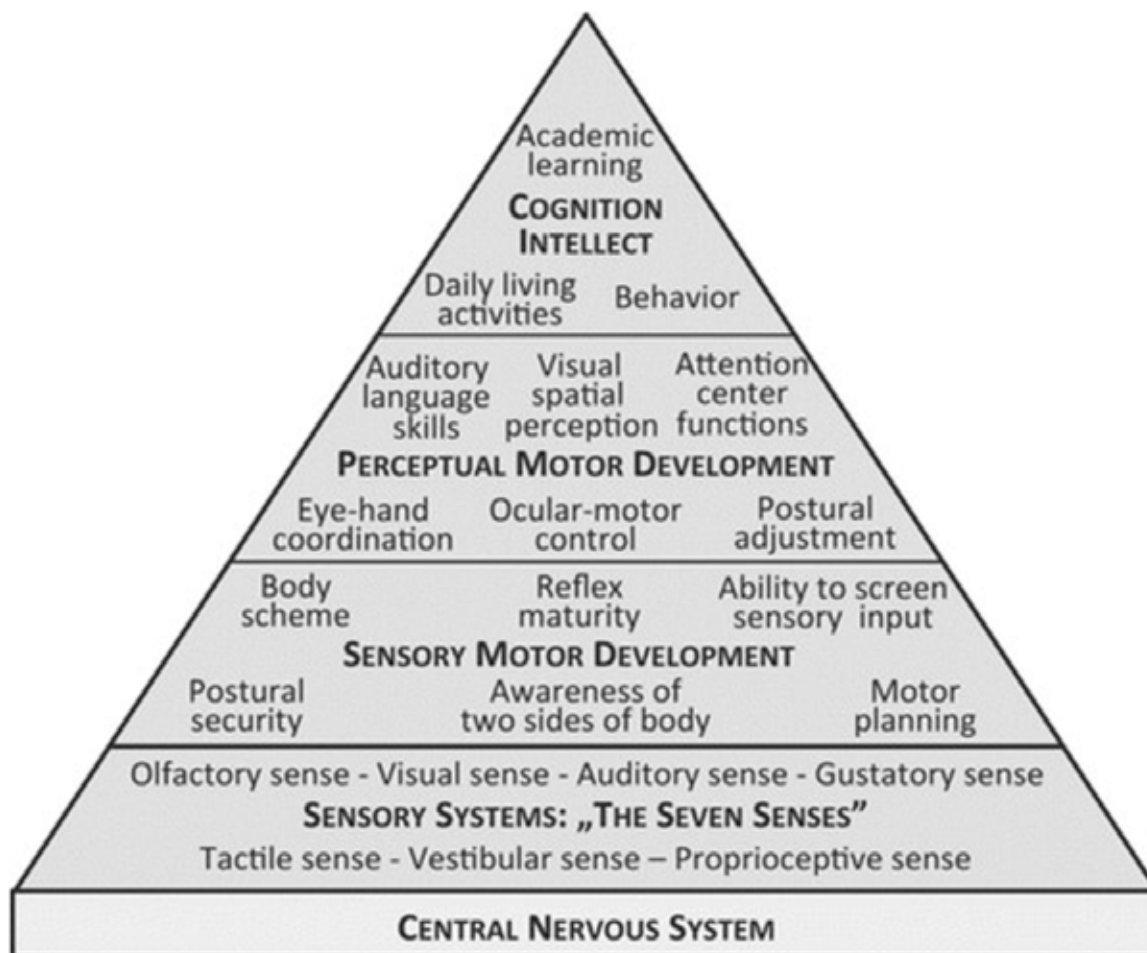 Academic
learning
COGNITION
INTELLECT
Daily living activities
Behavior
Auditory language skills
Visual spatial perception
Attention center functions
PERCEPTUAL MOTOR DEVELOPMENT
Eye-hand coordination
Ocular-motor control
Postural adjustment
Body scheme
Reflex maturity
Ability to screen sensory input
SENSORY MOTOR DEVELOPMENT
Postural security
Awareness of two sides of body
Motor planning
Olfactory sense - Visual sense - Auditory sense - Gustatory sense
SENSORY SYSTEMS: „THE SEVEN SENSES”
Tactile sense - Vestibular sense – Proprioceptive sense
CENTRAL NERVOUS SYSTEM